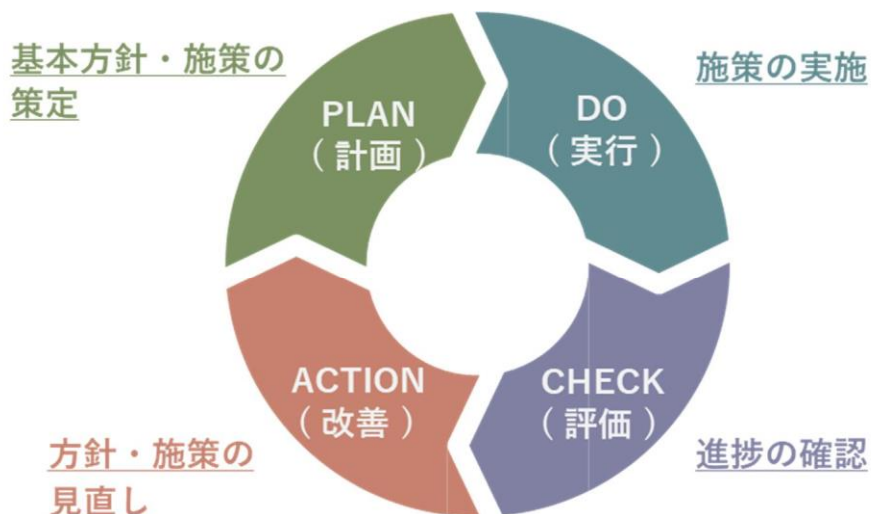 基本方針・施策の
策定
PLAN
（計画）
DO
（実行）
施策の実施
ACTION
（改善）
CHECK
（評価）
方針・施策の
見直し
進捗の確認